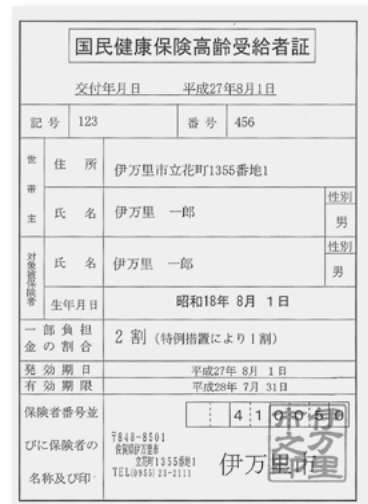 国民健康保険高齢受給者証
交付年月日 平成27年8月1日
記号 123 番号 456
世帯主 住所 伊万里市立花町1355番地1
氏名 伊万里 一郎 性別 男
対象被保険者 氏名 伊万里 一郎 性別 男
生年月日 昭和18年 8月 1日
一部負担金の割合 2割(特例措置により1割)
発効期日 平成27年 8月 1日
有効期限 平成28年 7月 31日
保険者番号並びに保険者の名称及び印 410050
〒848-8501
佐賀県伊万里市
立花町1355番地1
TEL(0955)23-2111
伊万里市